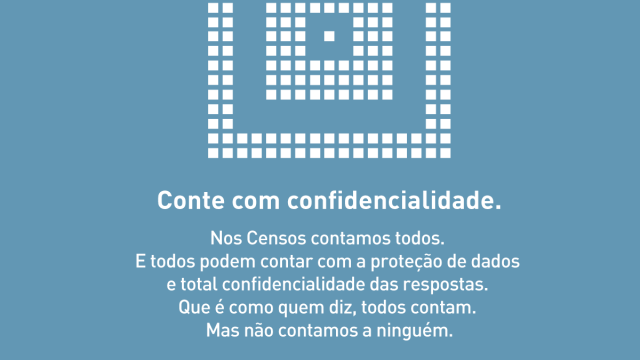 Conte com confidencialidade.
Nos Censos contamos todos.
E todos podem contar com a proteção de dados
e total confidencialidade das respostas.
Que é como quem diz, todos contam.
Mas não contamos a ninguém.